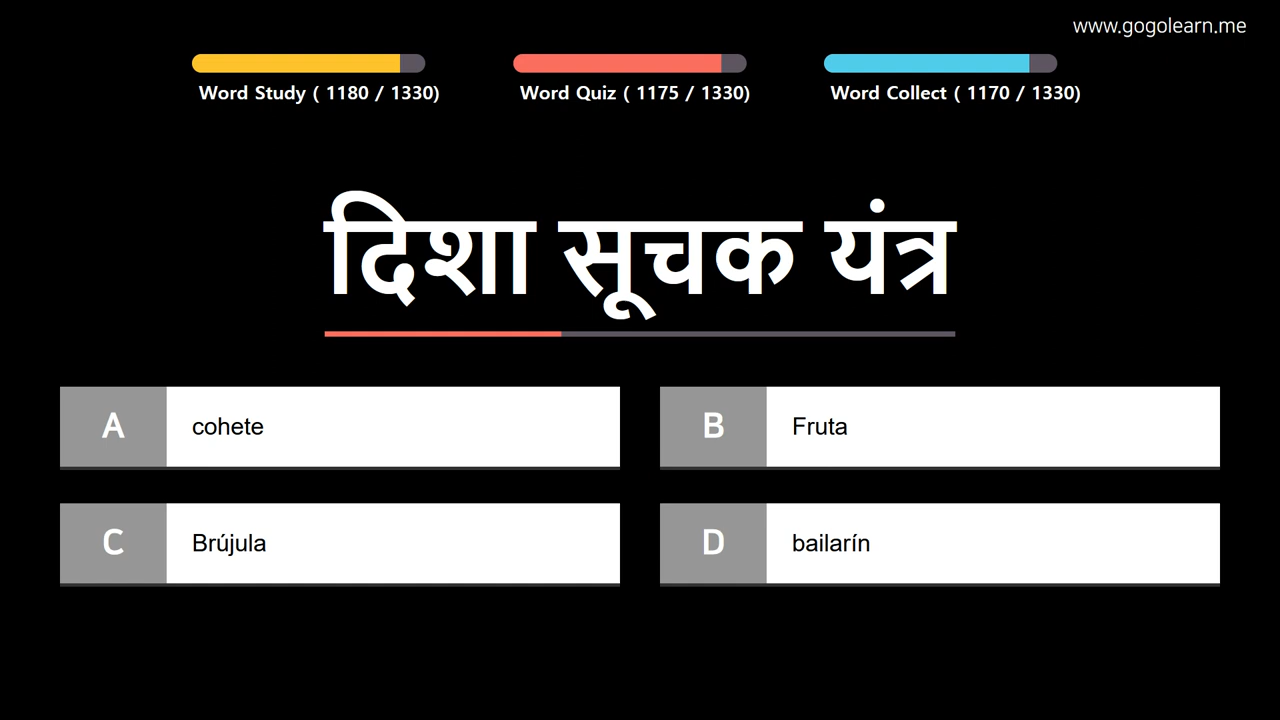 www.gogolearn.me
Word Study ( 1180 / 1330)
Word Quiz ( 1175 / 1330)
Word Collect ( 1170 / 1330)
दिशा सूचक यंत्र
A cohete
B Fruta
C Brújula
D bailarín